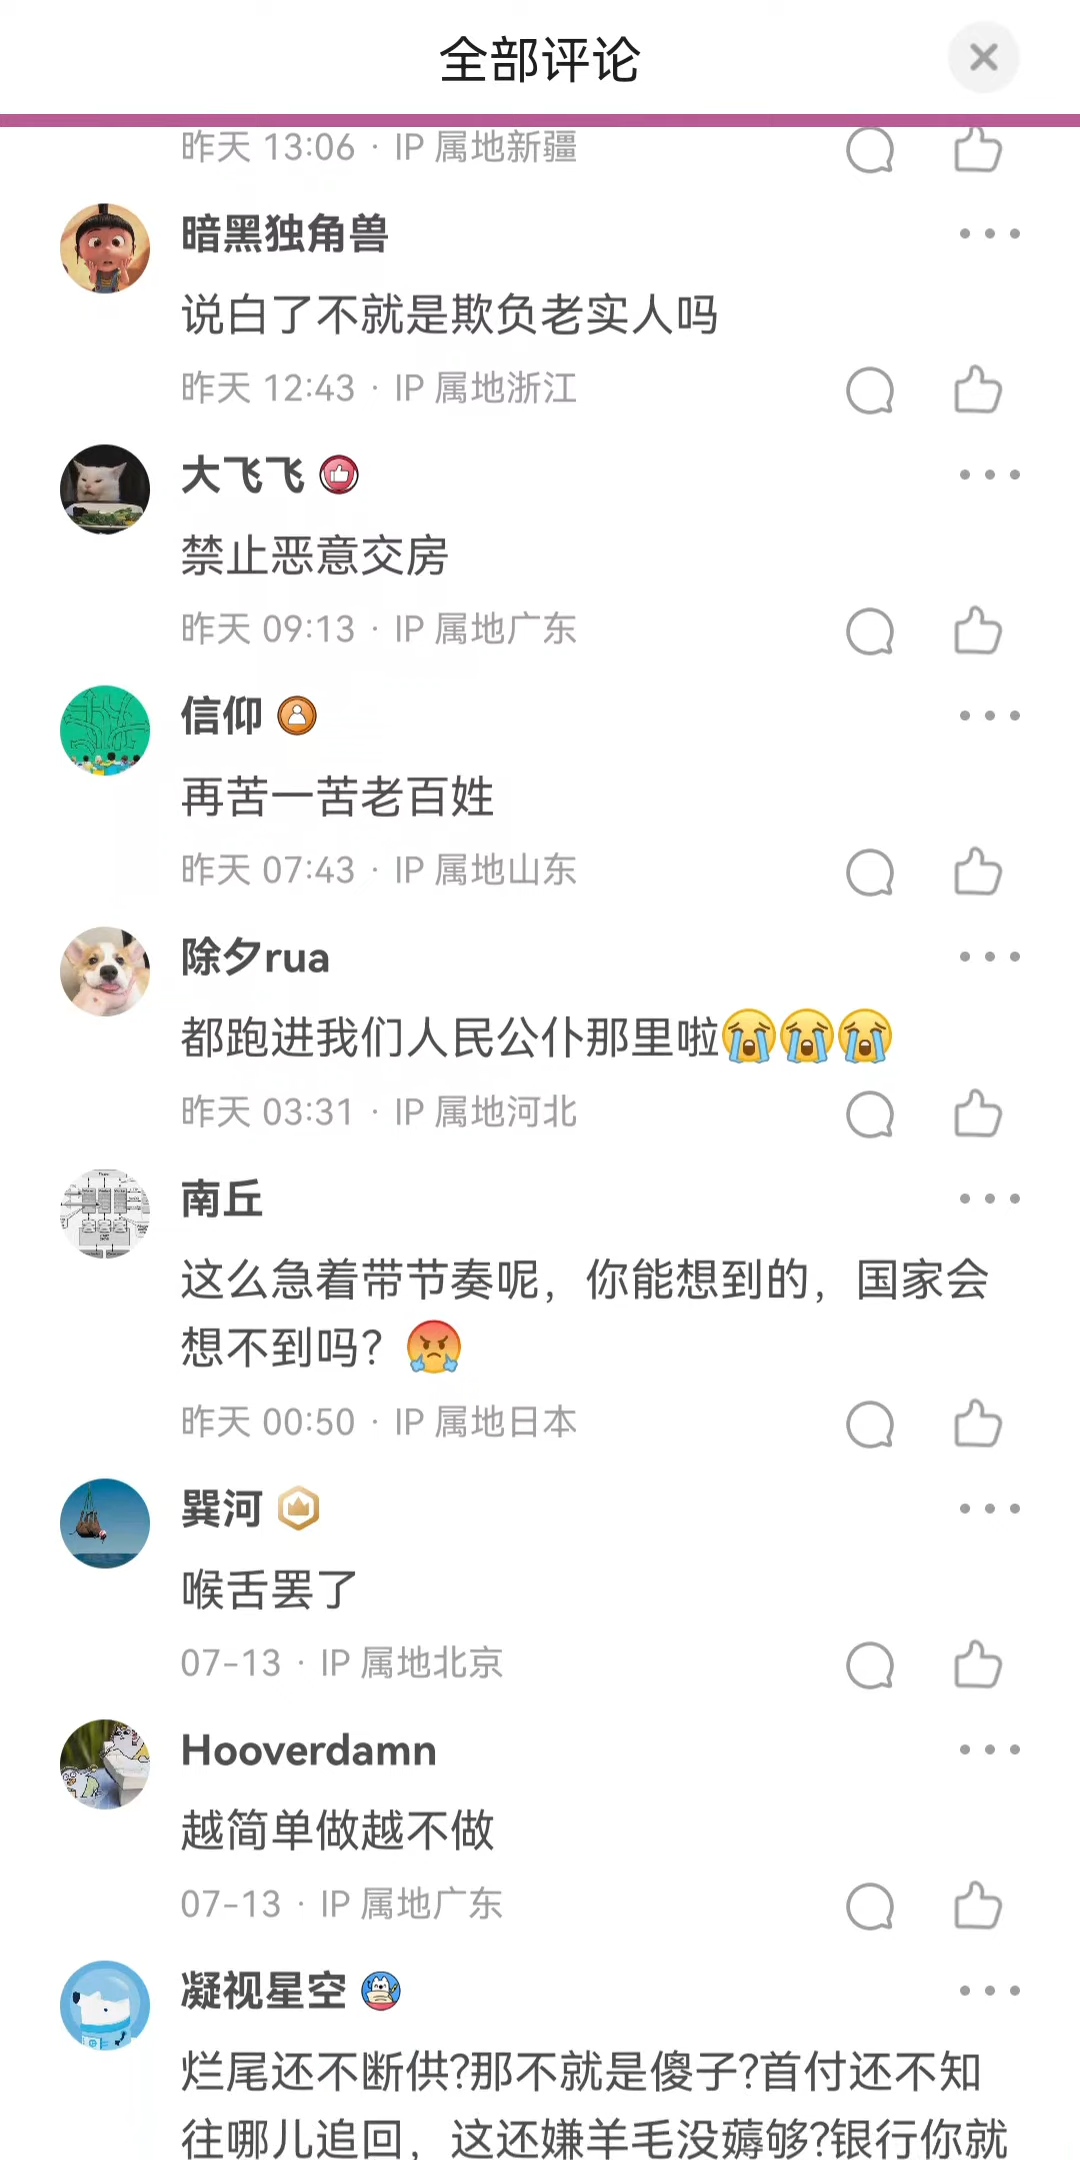 全部评论
昨天 13:06 · IP 属地新疆
暗黑独角兽
说白了不就是欺负老实人吗
昨天 12:43 · IP 属地浙江
大飞飞
禁止恶意交房
昨天 09:13 · IP 属地广东
信仰
再苦一苦老百姓
昨天 07:43 · IP 属地山东
除夕rua
都跑进我们人民公仆那里啦😭😭😭
昨天 03:31 · IP 属地河北
南丘
这么急着带节奏呢，你能想到的，国家会
想不到吗？😤
昨天 00:50 · IP 属地日本
巽河
喉舌罢了
07-13 · IP 属地北京
Hooverdamn
越简单做越不做
07-13 · IP 属地广东
凝视星空
烂尾还不断供?那不就是傻子?首付还不知
往哪儿追回，这还嫌羊毛没薅够?银行你就